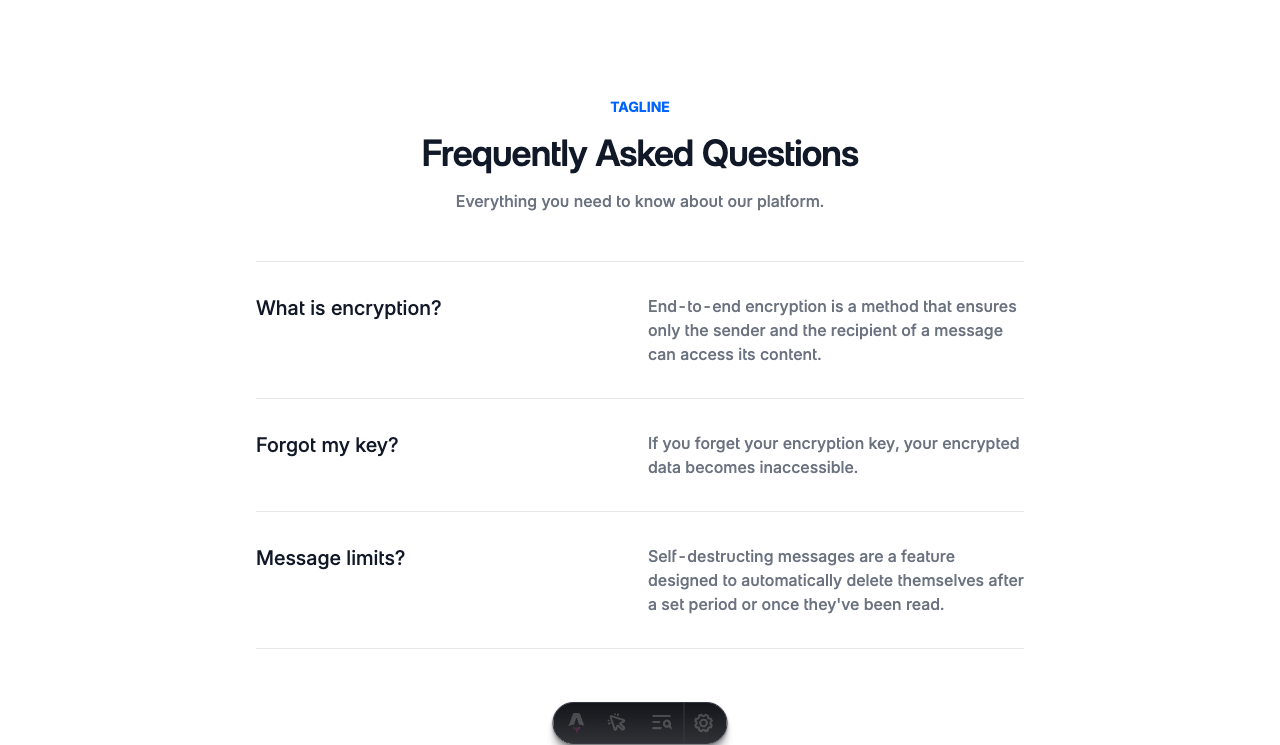 TAGLINE
Frequently Asked Questions
Everything you need to know about our platform.
What is encryption?
End-to-end encryption is a method that ensures
only the sender and the recipient of a message
can access its content.
Forgot my key?
If you forget your encryption key, your encrypted
data becomes inaccessible.
Message limits?
Self-destructing messages are a feature
designed to automatically delete themselves after
a set period or once they've been read.